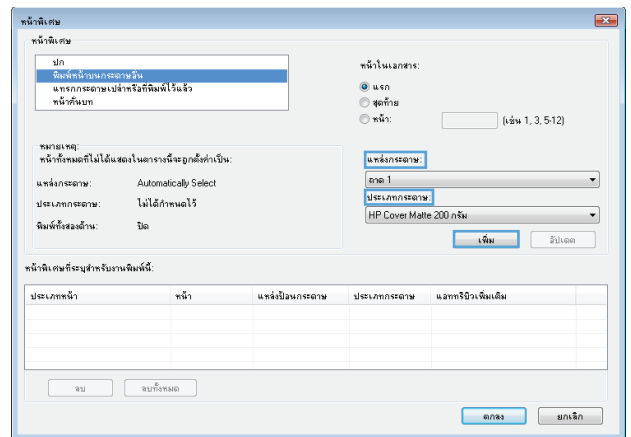 หน้าพิเศษ
หน้าพิเศษ
ปก
พิมพ์หน้าบนกระดาษอื่น
แทรกกระดาษเปล่าหรือที่พิมพ์ไว้แล้ว
หน้าคั่นบท
หน้าในเอกสาร:
แรก
สุดท้าย
หน้า:
(เช่น 1, 3, 5-12)
หมายเหตุ:
หน้าทั้งหมดที่ไม่ได้แสดงในตารางนี้จะถูกตั้งค่าเป็น:
แหล่งกระดาษ: Automatically Select
ประเภทกระดาษ: ไม่ได้กำหนดไว้
พิมพ์ทั้งสองด้าน: ปิด
แหล่งกระดาษ:
ถาด 1
ประเภทกระดาษ:
HP Cover Matte 200 กรัม
เพิ่ม อัปเดต
หน้าพิเศษที่ระบุสำหรับงานพิมพ์นี้:
ประเภทหน้า หน้า แหล่งป้อนกระดาษ ประเภทกระดาษ แอททริบิวเพิ่มเติม
ลบ ลบทั้งหมด
ตกลง ยกเลิก